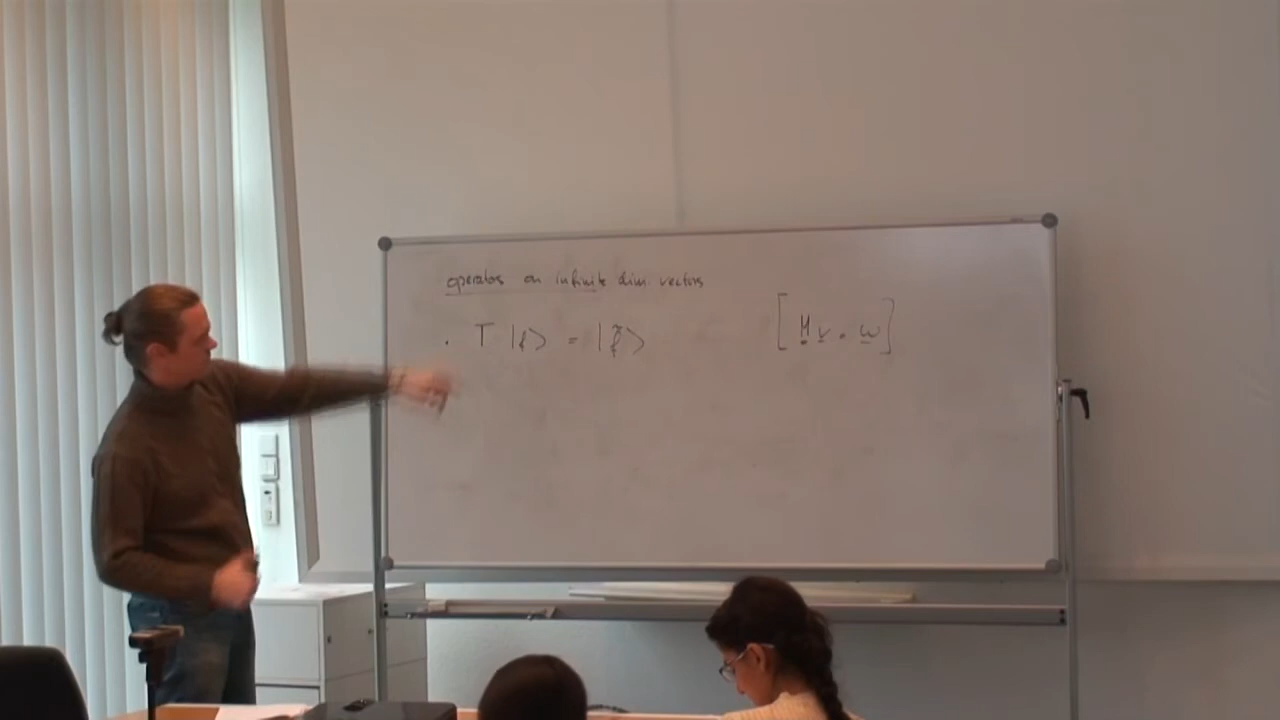 operators on infinite dim. vectors
· T |f> = |f̃> [ M v = w ]